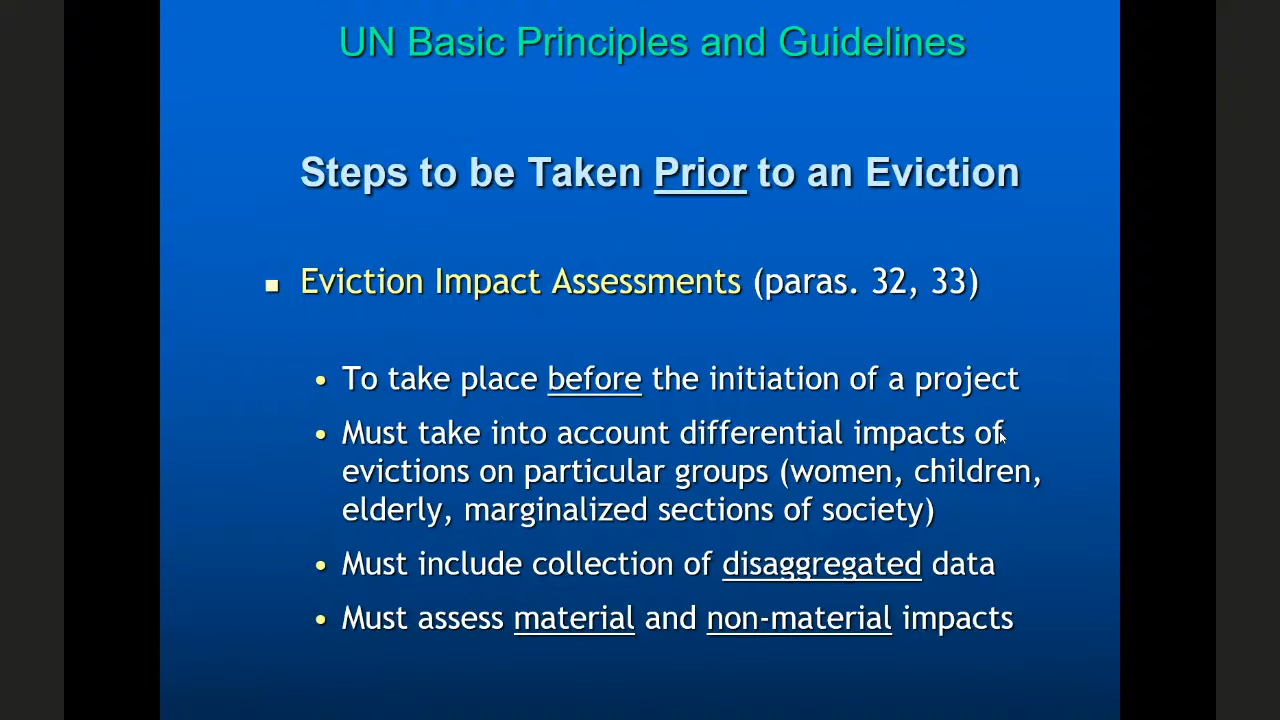 UN Basic Principles and Guidelines
Steps to be Taken Prior to an Eviction
Eviction Impact Assessments (paras. 32, 33)
To take place before the initiation of a project
Must take into account differential impacts of
evictions on particular groups (women, children,
elderly, marginalized sections of society)
Must include collection of disaggregated data
Must assess material and non-material impacts